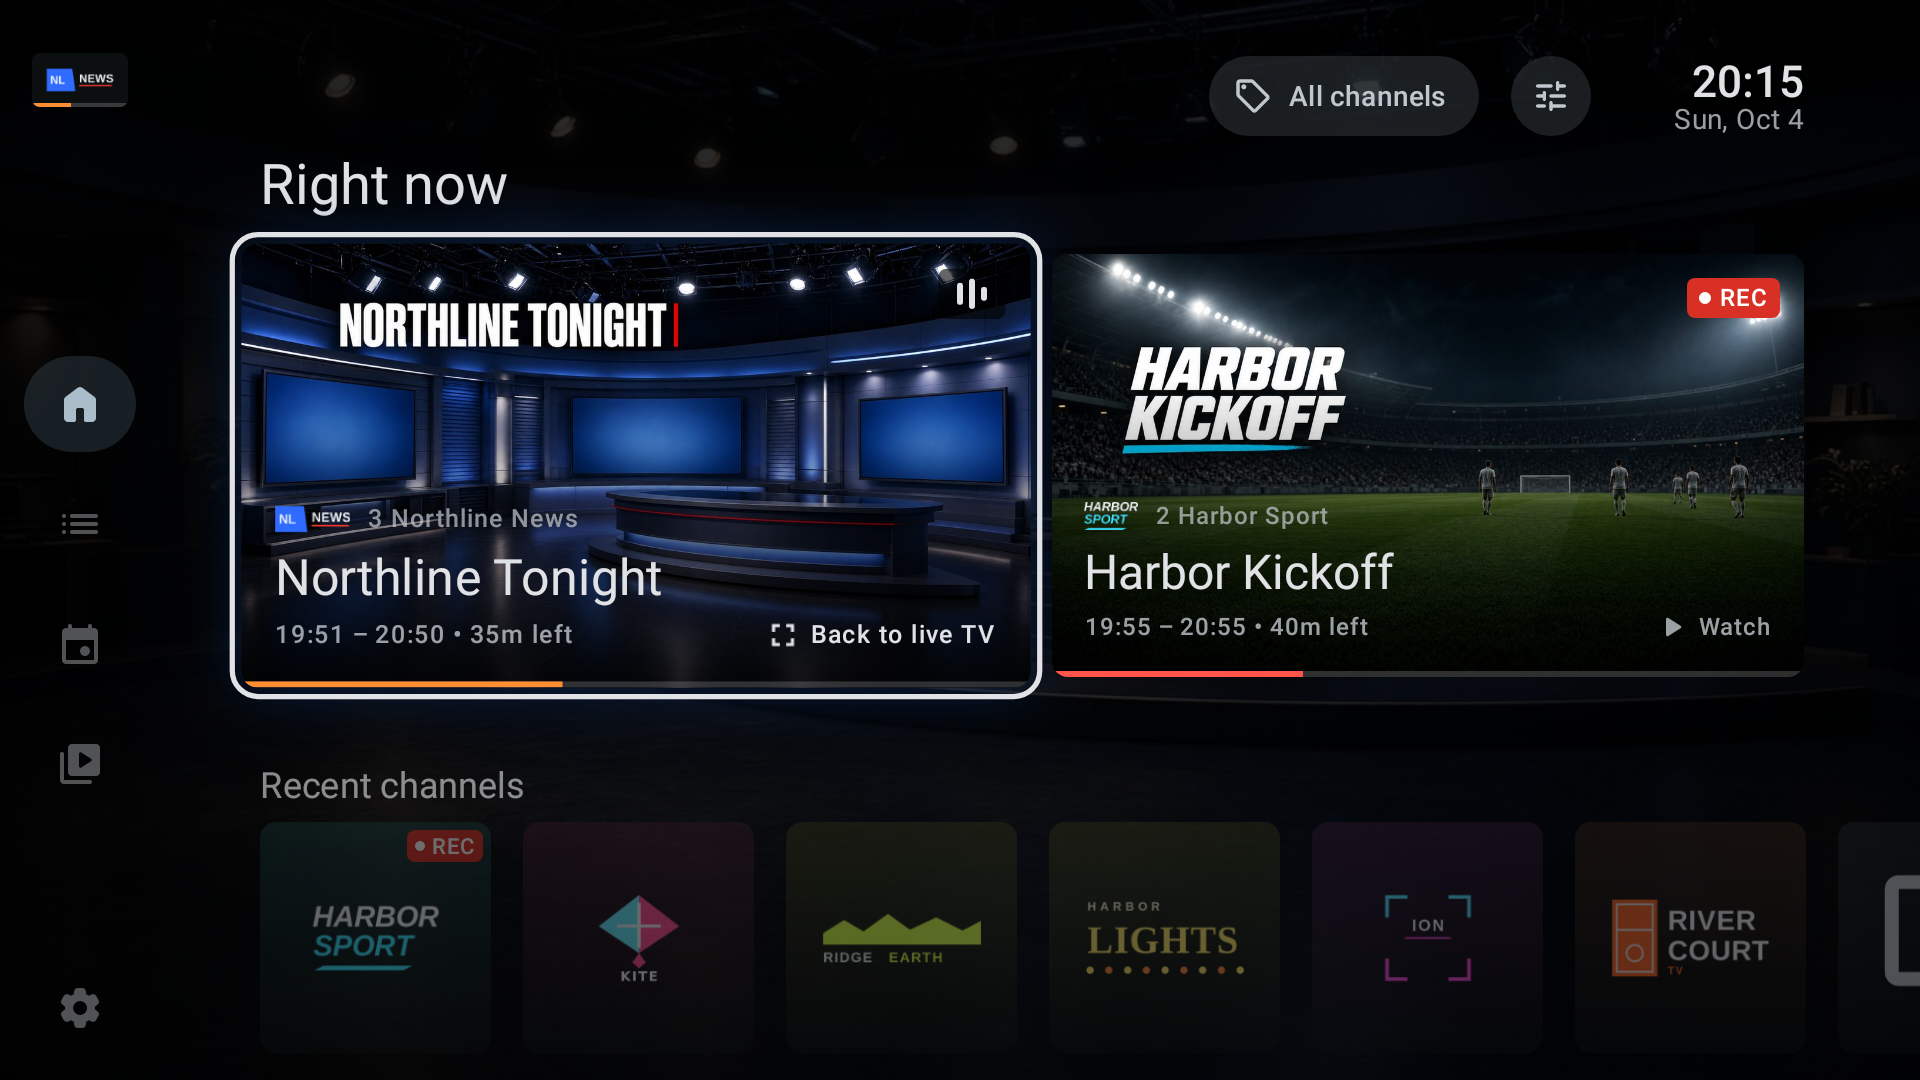 NL NEWS
All channels
20:15
Sun, Oct 4
Right now
NORTHLINE TONIGHT
NL NEWS 3 Northline News
Northline Tonight
19:51 – 20:50 • 35m left
Back to live TV
REC
HARBOR
KICKOFF
HARBOR
SPORT
2 Harbor Sport
Harbor Kickoff
19:55 – 20:55 • 40m left
Watch
Recent channels
REC
HARBOR
SPORT
KITE
RIDGE EARTH
HARBOR
LIGHTS
ION
RIVER
COURT
TV